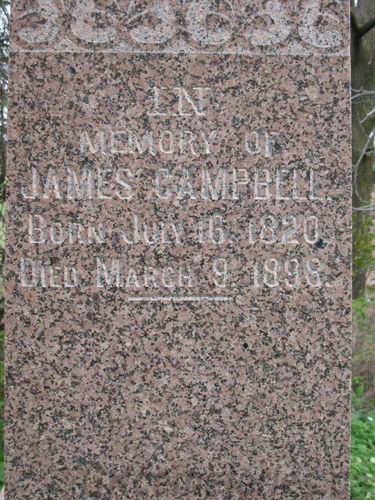 IN
MEMORY OF
JAMES CAMPBELL.
BORN JULY 16, 1820.
DIED MARCH 9, 1898.